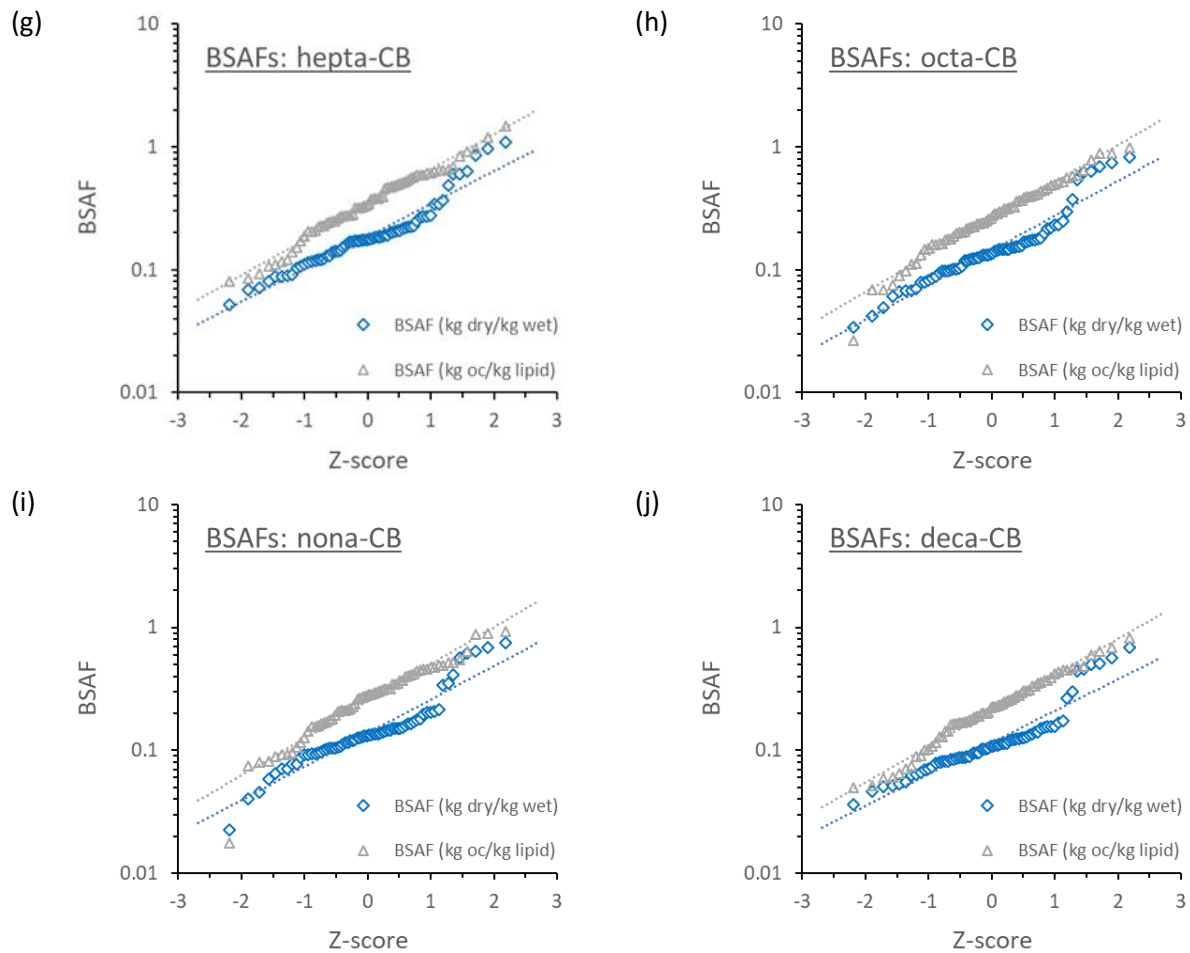 (g)
BSAFs: hepta-CB
10
1
0.1
0.01
BSAF
BSAF (kg dry/kg wet)
BSAF (kg oc/kg lipid)
-3 -2 -1 0 1 2 3
Z-score
(h)
BSAFs: octa-CB
10
1
0.1
0.01
BSAF
BSAF (kg dry/kg wet)
BSAF (kg oc/kg lipid)
-3 -2 -1 0 1 2 3
Z-score
(i)
BSAFs: nona-CB
10
1
0.1
0.01
BSAF
BSAF (kg dry/kg wet)
BSAF (kg oc/kg lipid)
-3 -2 -1 0 1 2 3
Z-score
(j)
BSAFs: deca-CB
10
1
0.1
0.01
BSAF
BSAF (kg dry/kg wet)
BSAF (kg oc/kg lipid)
-3 -2 -1 0 1 2 3
Z-score